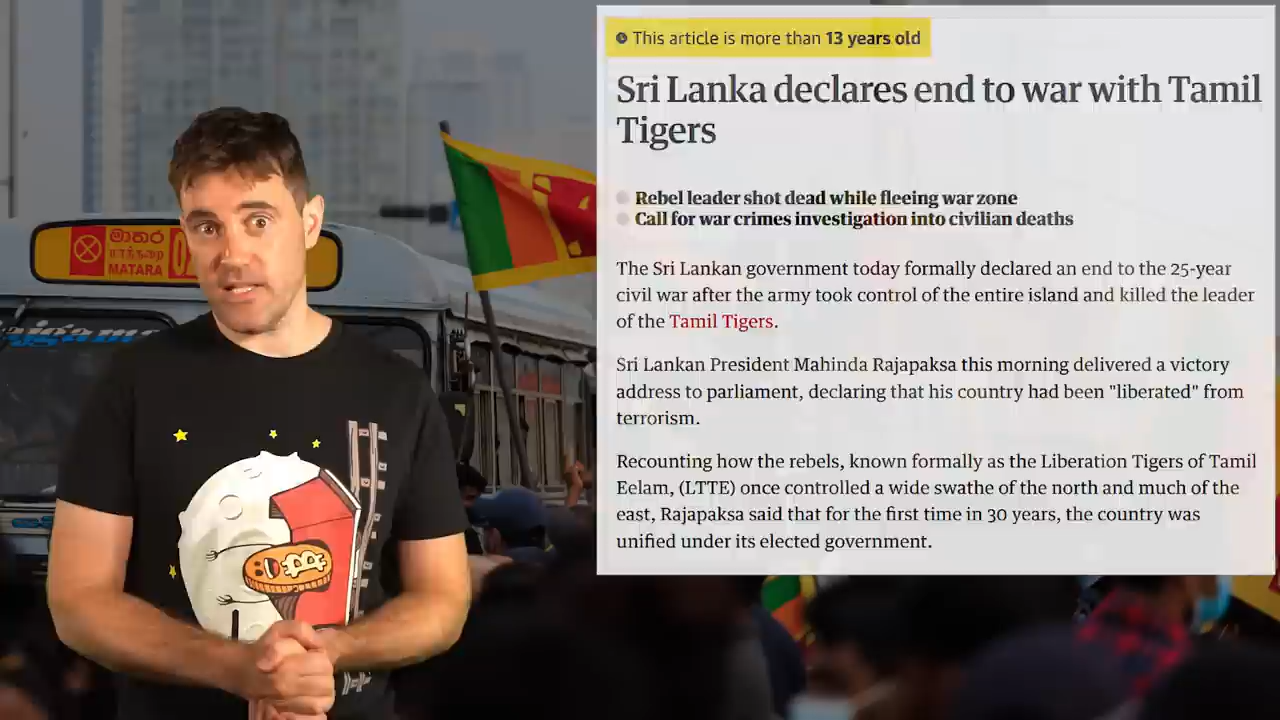 This article is more than 13 years old
Sri Lanka declares end to war with Tamil
Tigers
Rebel leader shot dead while fleeing war zone
Call for war crimes investigation into civilian deaths
The Sri Lankan government today formally declared an end to the 25-year
civil war after the army took control of the entire island and killed the leader
of the Tamil Tigers.
Sri Lankan President Mahinda Rajapaksa this morning delivered a victory
address to parliament, declaring that his country had been "liberated" from
terrorism.
Recounting how the rebels, known formally as the Liberation Tigers of Tamil
Eelam, (LTTE) once controlled a wide swathe of the north and much of the
east, Rajapaksa said that for the first time in 30 years, the country was
unified under its elected government.
මාතර
மாத்தறை
MATARA